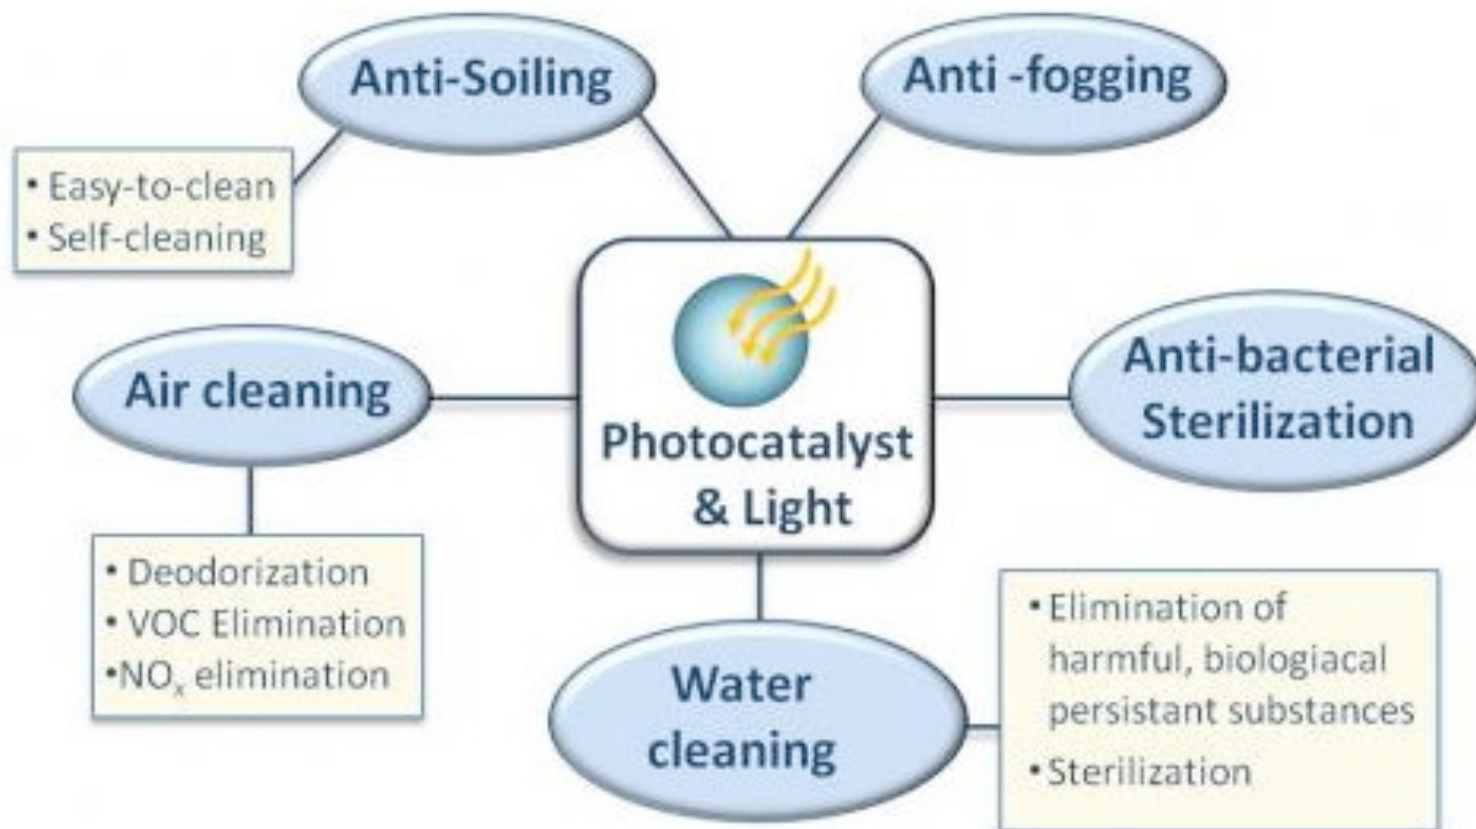 Anti-Soiling
Anti -fogging
• Easy-to-clean
• Self-cleaning
Air cleaning
Photocatalyst
& Light
Anti-bacterial
Sterilization
• Deodorization
• VOC Elimination
•NOₓ elimination
Water
cleaning
• Elimination of
harmful, biologiacal
persistant substances
• Sterilization